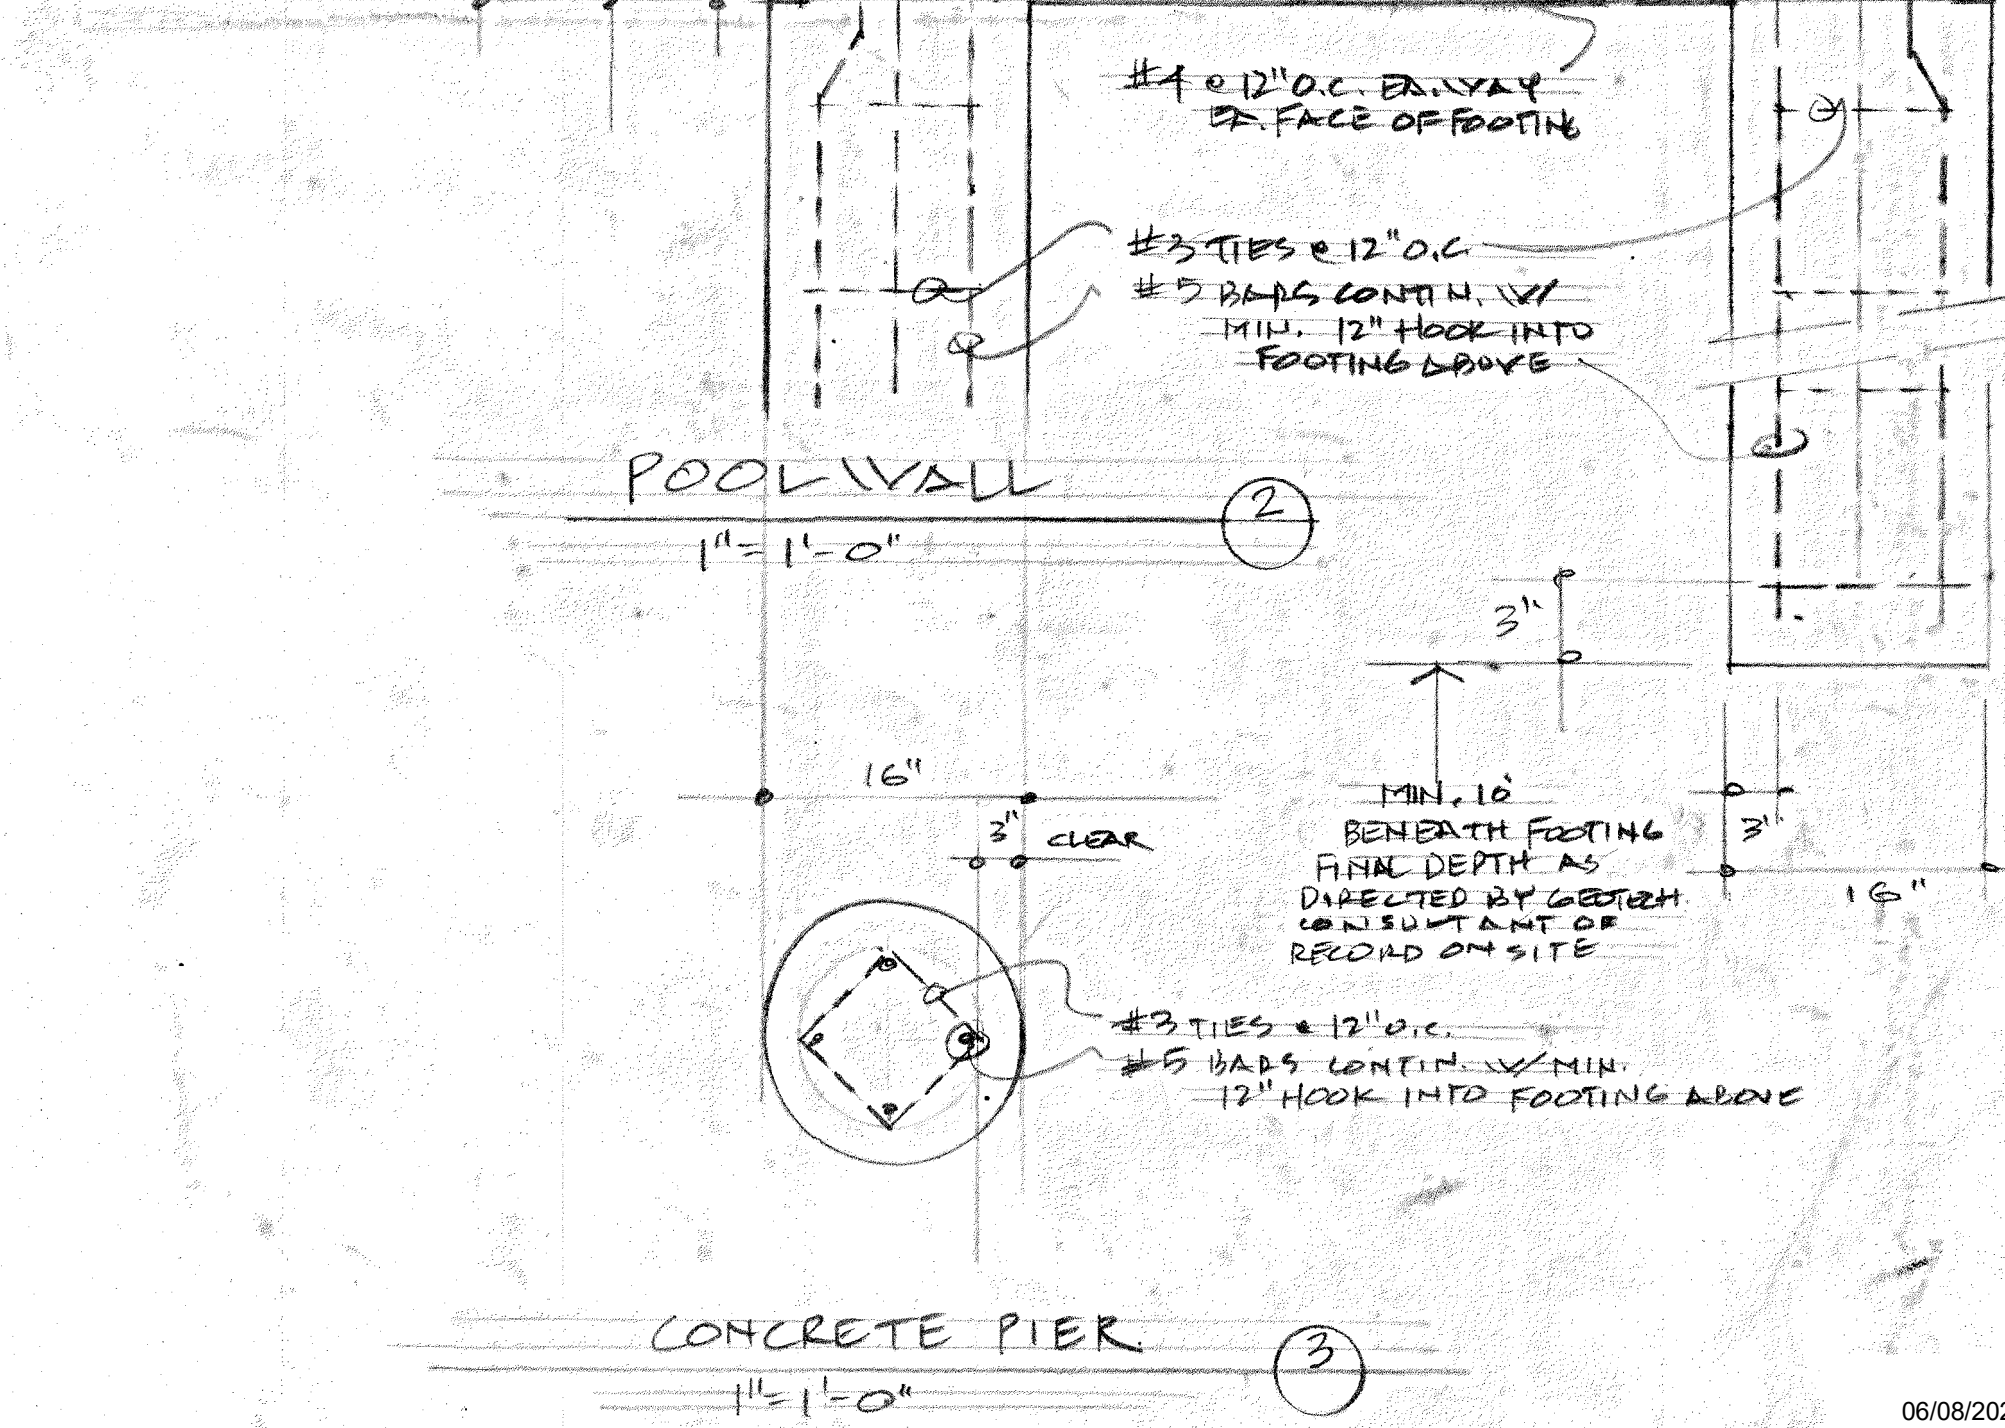 #4 @ 12" O.C. EA. WAY
EA. FACE OF FOOTING
#3 TIES @ 12" O.C
#5 BARS CONTIN. W/
MIN. 12" HOOK INTO
FOOTING ABOVE
POOL WALL
2
1" = 1'-0"
3"
16"
3" CLEAR
MIN. 10'
BENEATH FOOTING
FINAL DEPTH AS
DIRECTED BY GEOTECH
CONSULTANT OF
RECORD ON SITE
3"
16"
#3 TIES @ 12" O.C.
#5 BARS CONTIN. W/ MIN.
12" HOOK INTO FOOTING ABOVE
CONCRETE PIER.
3
1" = 1'-0"
06/08/202